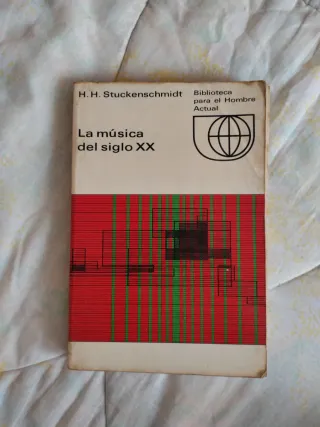 H. H. Stuckenschmidt
Biblioteca
para el Hombre
Actual
La música
del siglo XX